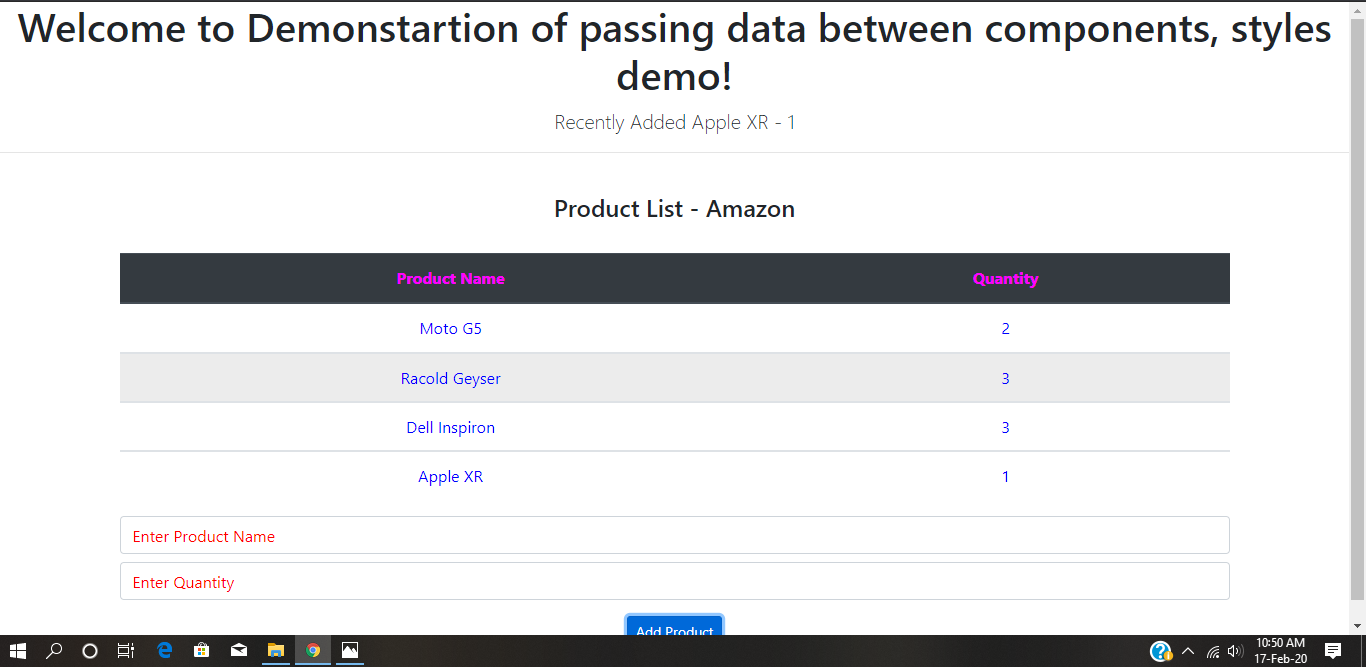 Welcome to Demonstartion of passing data between components, styles
demo!
Recently Added Apple XR - 1
Product List - Amazon
Product Name Quantity
Moto G5 2
Racold Geyser 3
Dell Inspiron 3
Apple XR 1
Enter Product Name
Enter Quantity
Add Product
10:50 AM
17-Feb-20